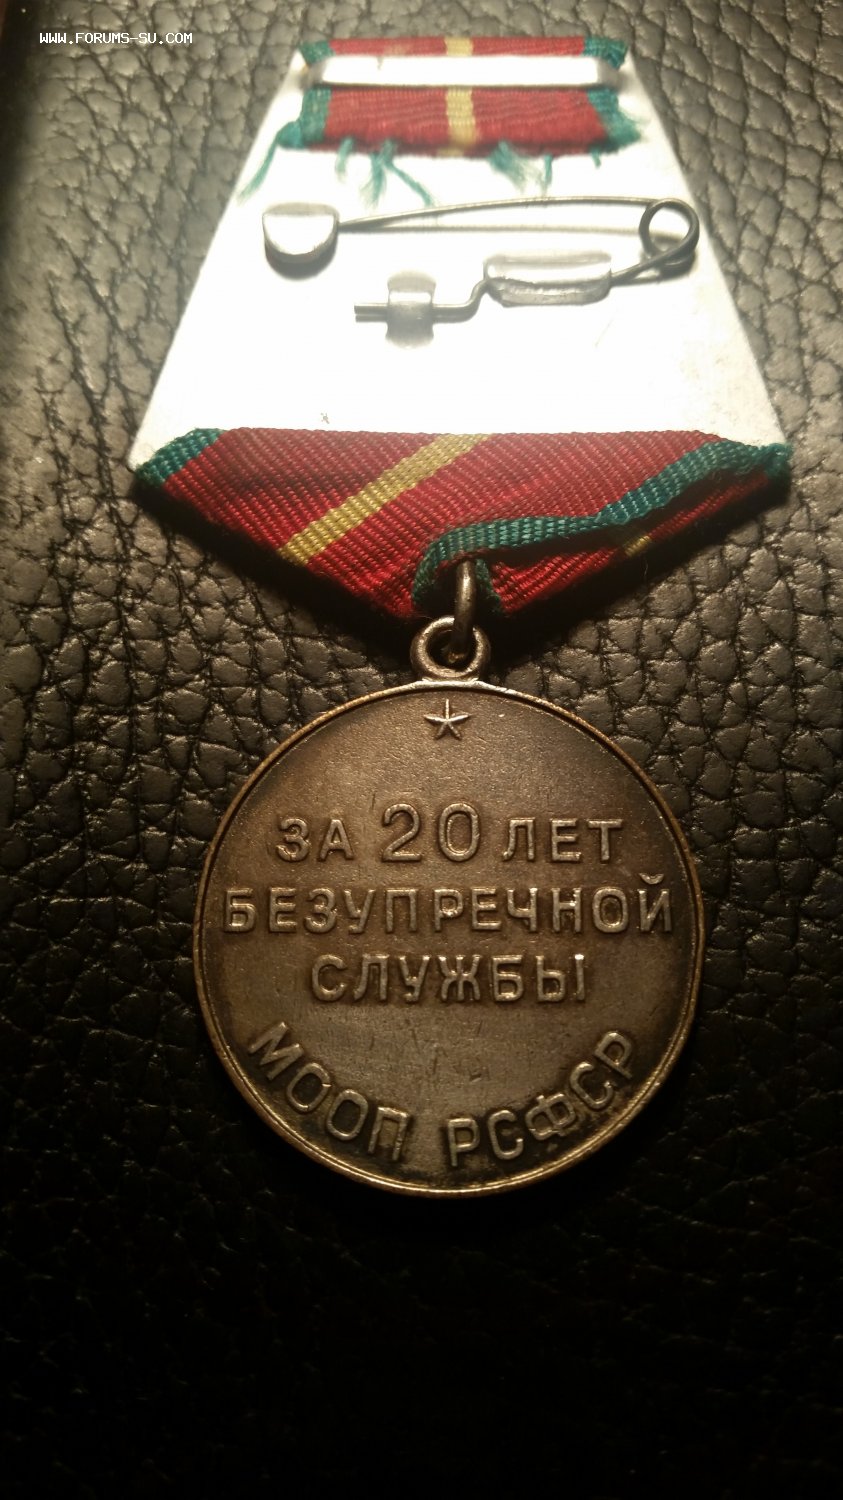 WWW.FORUMS-SU.COM
ЗА 20 ЛЕТ
БЕЗУПРЕЧНОЙ
СЛУЖБЫ
МООП РСФСР